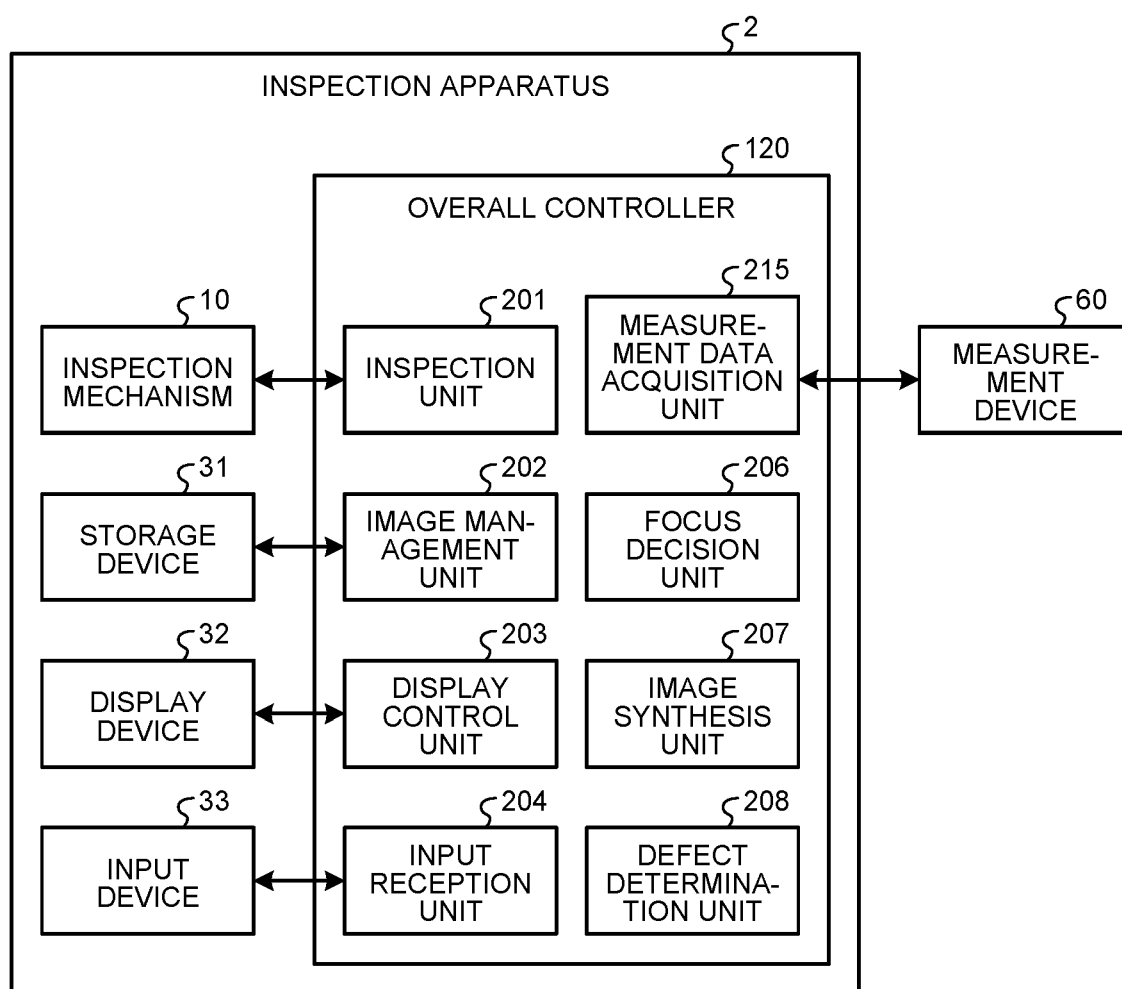 2
INSPECTION APPARATUS
120
OVERALL CONTROLLER
10
INSPECTION
MECHANISM
201
INSPECTION
UNIT
215
MEASURE-
MENT DATA
ACQUISITION
UNIT
60
MEASURE-
MENT
DEVICE
31
STORAGE
DEVICE
202
IMAGE MAN-
AGEMENT
UNIT
206
FOCUS
DECISION
UNIT
32
DISPLAY
DEVICE
203
DISPLAY
CONTROL
UNIT
207
IMAGE
SYNTHESIS
UNIT
33
INPUT
DEVICE
204
INPUT
RECEPTION
UNIT
208
DEFECT
DETERMINA-
TION UNIT